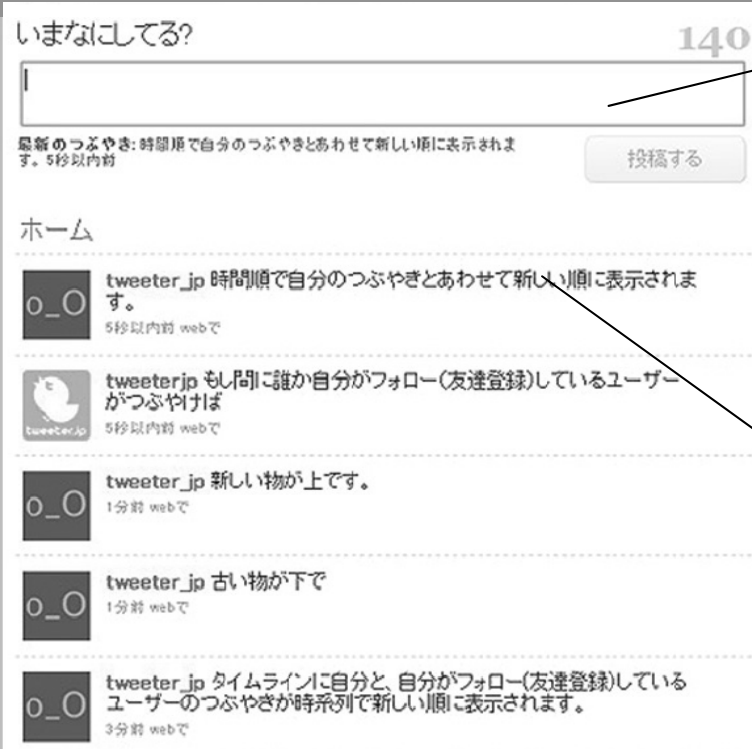 いまなにしてる?
140
最新のつぶやき: 時間順で自分のつぶやきとあわせて新しい順に表示されま
す。5秒以内前
投稿する
ホーム
o_O
tweeter_jp 時間順で自分のつぶやきとあわせて新しい順に表示されま
す。
5秒以内前 webで
t
tweeter.jp
tweeterjp もし間に誰か自分がフォロー(友達登録)しているユーザー
がつぶやけば
5秒以内前 webで
o_O
tweeter_jp 新しい物が上です。
1分前 webで
o_O
tweeter_jp 古い物が下で
1分前 webで
o_O
tweeter_jp タイムラインに自分と、自分がフォロー(友達登録)している
ユーザーのつぶやきが時系列で新しい順に表示されます。
3分前 webで